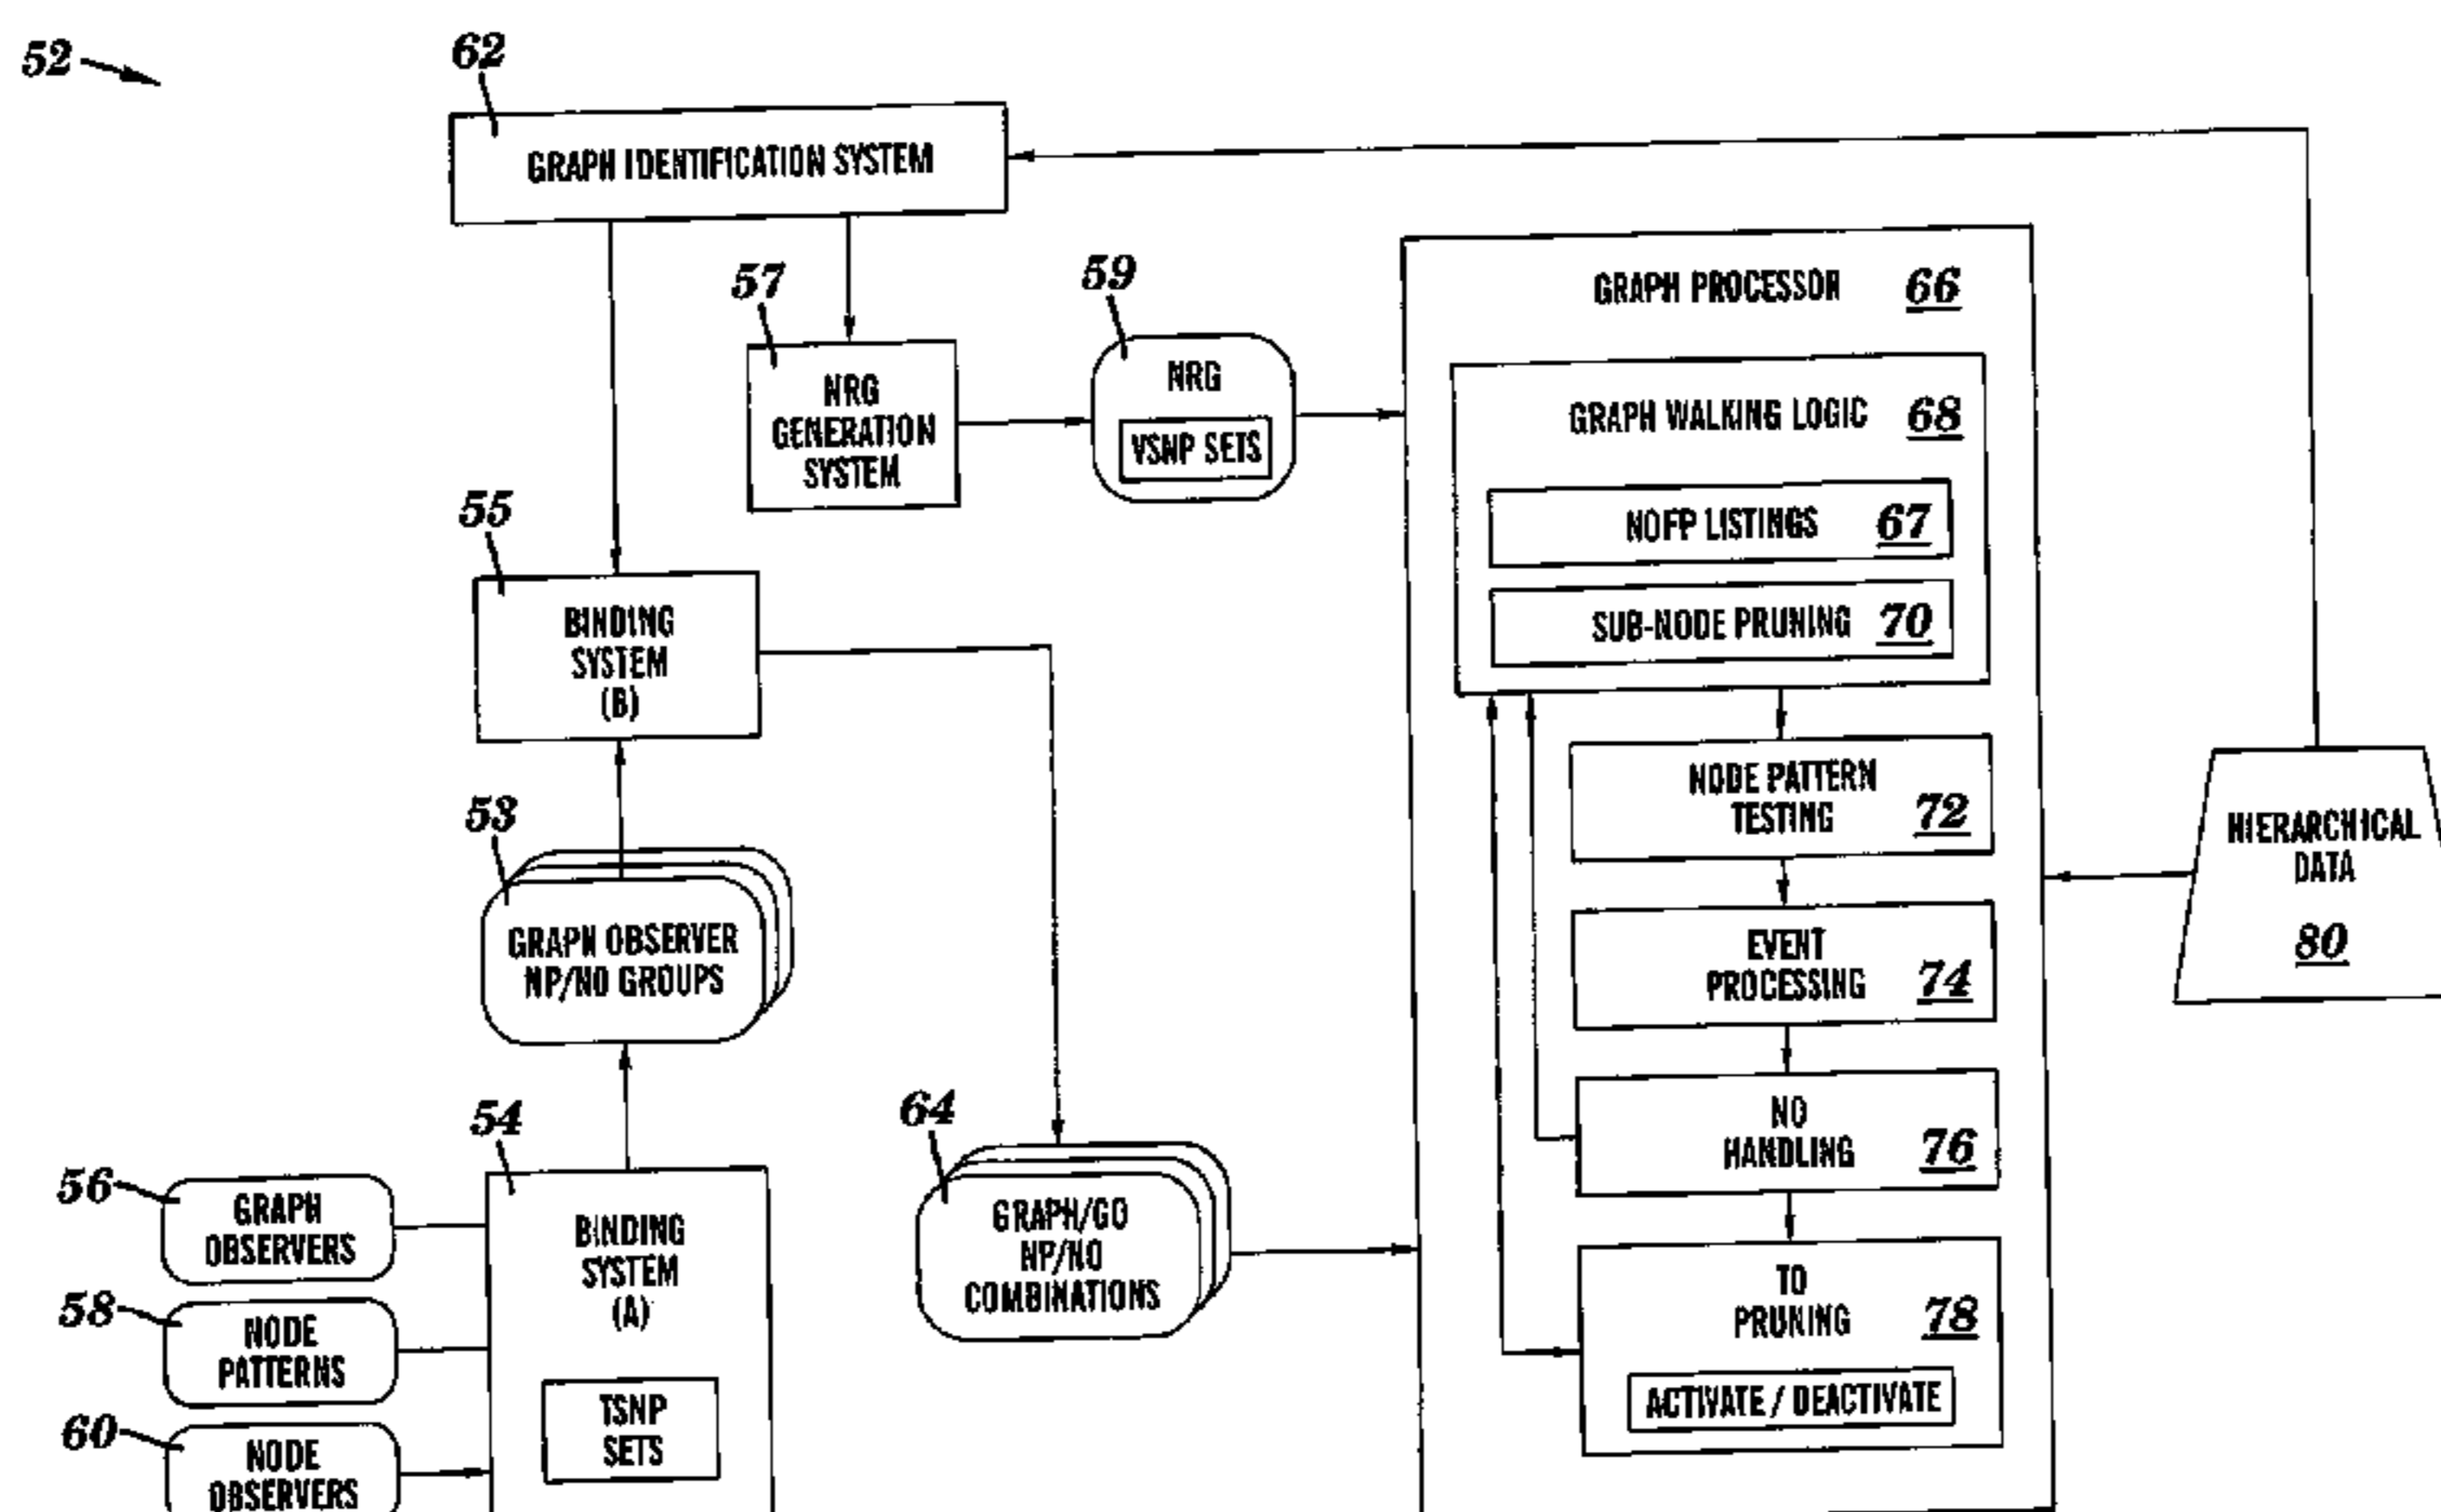 52
62
GRAPH IDENTIFICATION SYSTEM
57
NRG
GENERATION
SYSTEM
59
NRG
VSNP SETS
GRAPH PROCESSOR 66
GRAPH WALKING LOGIC 68
NOFP LISTINGS 67
SUB-NODE PRUNING 70
55
BINDING
SYSTEM
(B)
NODE PATTERN
TESTING 72
HIERARCHICAL
DATA
80
53
GRAPH OBSERVER
NP/NO GROUPS
EVENT
PROCESSING 74
NO
HANDLING 76
54
BINDING
SYSTEM
(A)
TSNP
SETS
56
GRAPH
OBSERVERS
58
NODE
PATTERNS
60
NODE
OBSERVERS
64
GRAPH/GO
NP/NO
COMBINATIONS
TO
PRUNING 78
ACTIVATE / DEACTIVATE